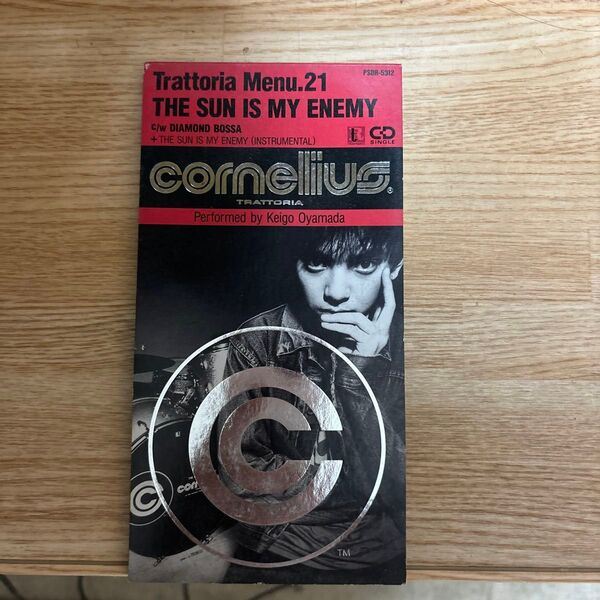 PSDR-5312
Trattoria Menu.21
THE SUN IS MY ENEMY
c/w DIAMOND BOSSA
+ THE SUN IS MY ENEMY (INSTRUMENTAL)
CD
SINGLE
cornelius®
TRATTORIA
Performed by Keigo Oyamada
C
C
corn
TM